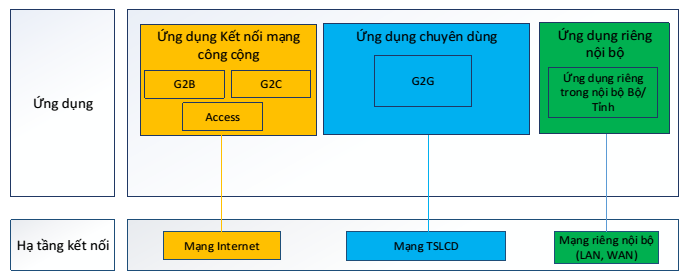 Ứng dụng
Ứng dụng Kết nối mạng
công cộng
G2B
G2C
Access
Ứng dụng chuyên dùng
G2G
Ứng dụng riêng
nội bộ
Ứng dụng riêng
trong nội bộ Bộ/
Tỉnh
Hạ tầng kết nối
Mạng Internet
Mạng TSLCD
Mạng riêng nội bộ
(LAN, WAN)